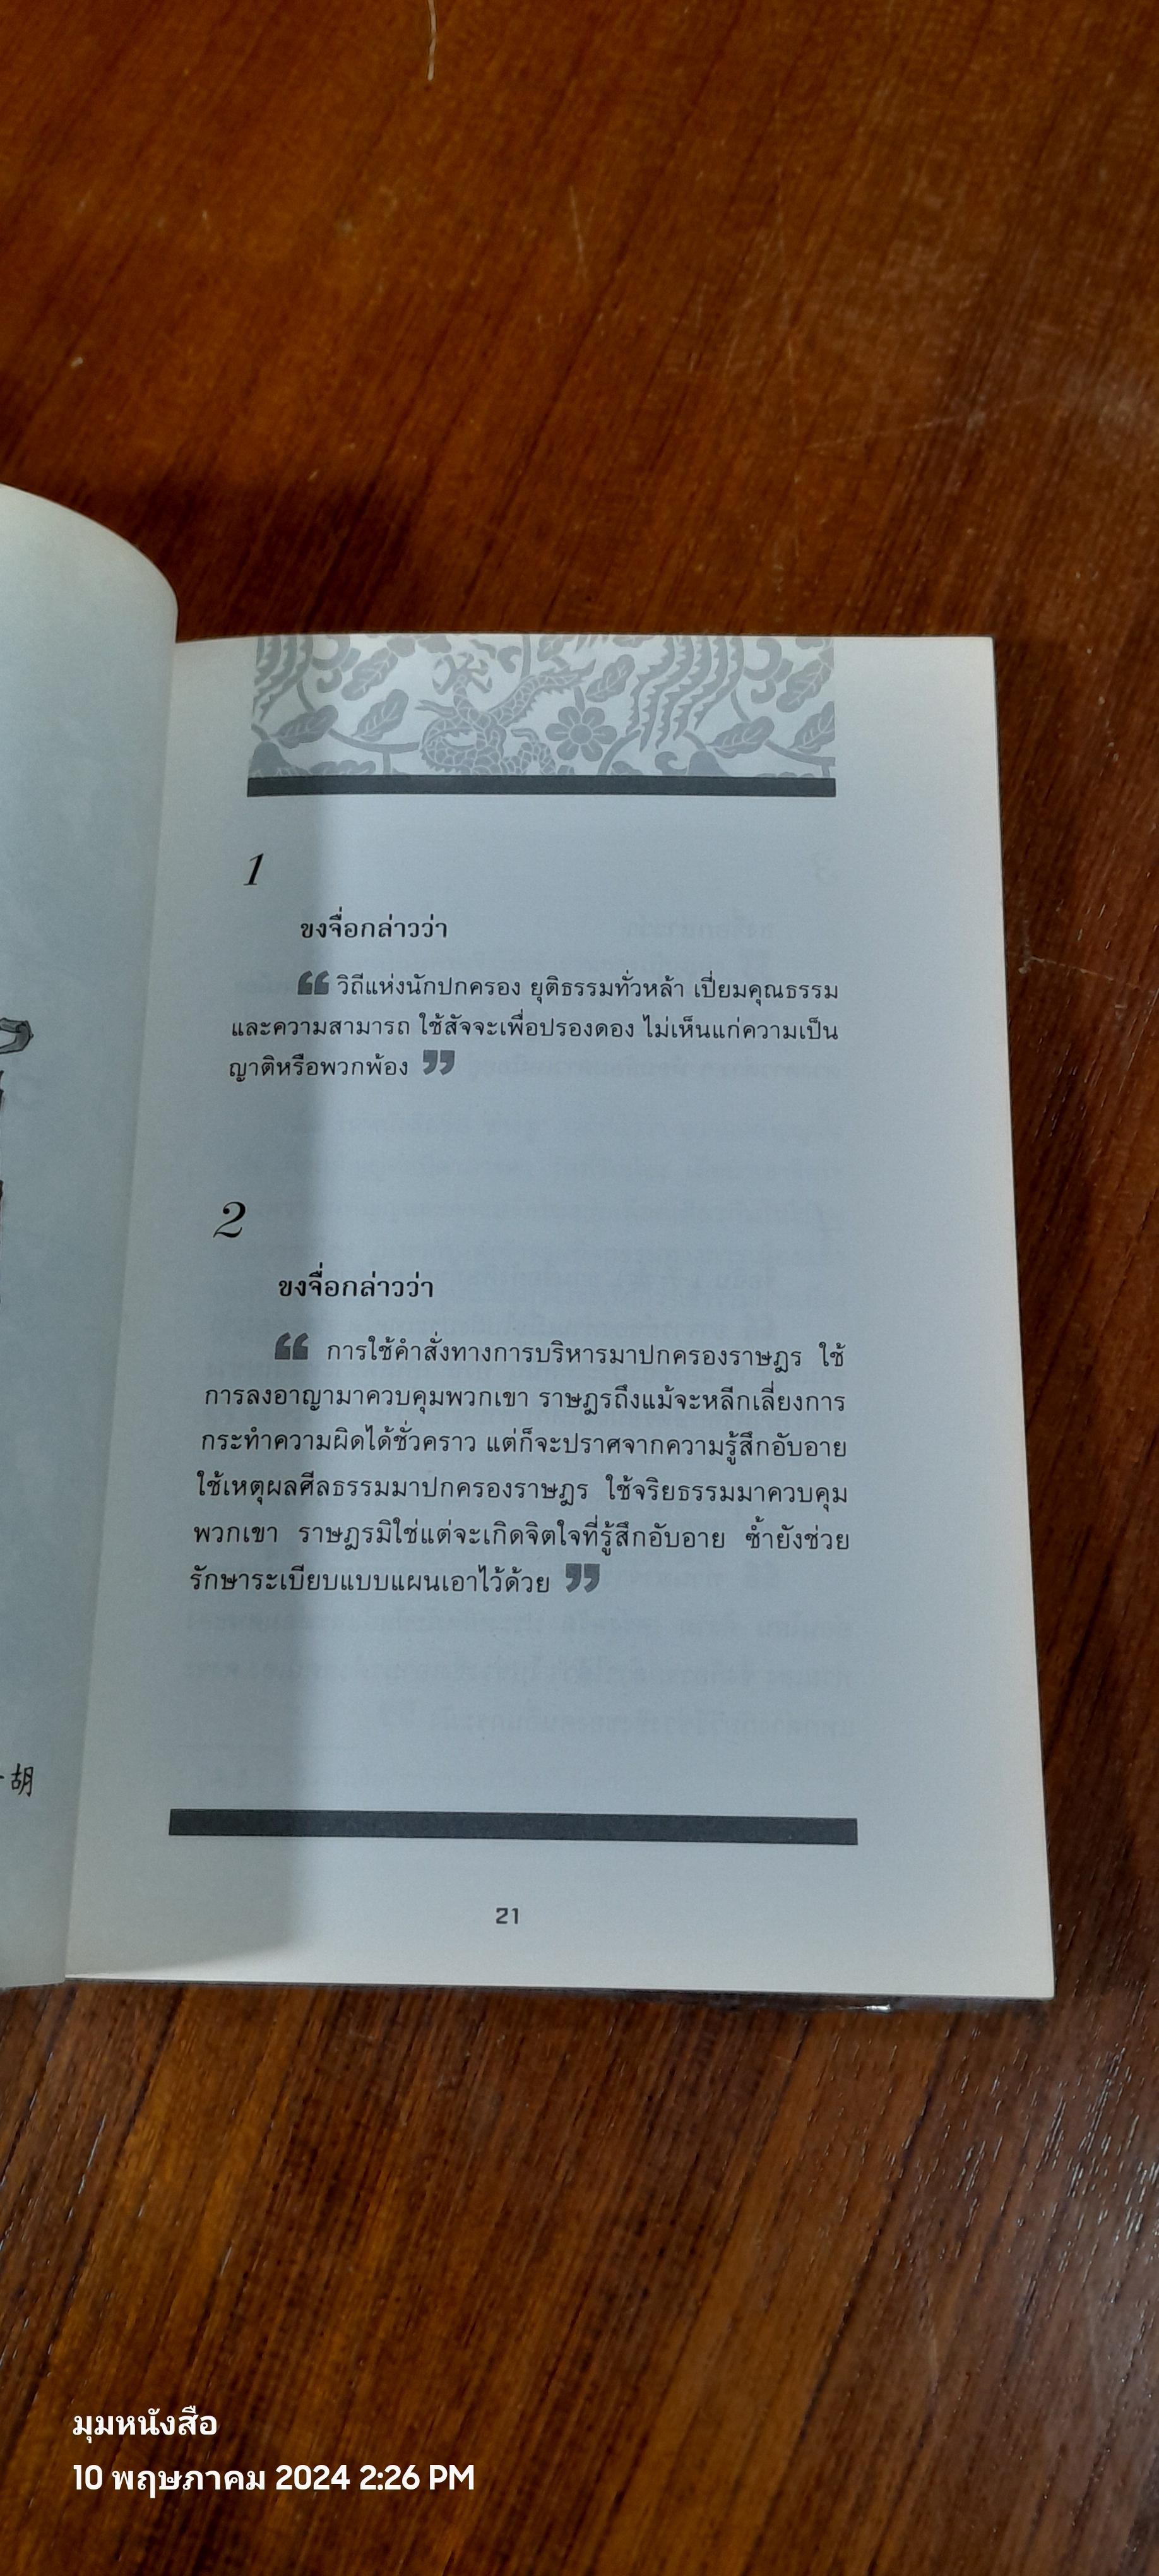 1
ขงจื่อกล่าวว่า
“ วิถีแห่งนักปกครอง ยุติธรรมทั่วหล้า เปี่ยมคุณธรรม
และความสามารถ ใช้สัจจะเพื่อปรองดอง ไม่เห็นแก่ความเป็น
ญาติหรือพวกพ้อง ”
2
ขงจื่อกล่าวว่า
“ การใช้คำสั่งทางการบริหารมาปกครองราษฎร ใช้
การลงอาญามาควบคุมพวกเขา ราษฎรถึงแม้จะหลีกเลี่ยงการ
กระทำความผิดได้ชั่วคราว แต่ก็จะปราศจากความรู้สึกอับอาย
ใช้เหตุผลศีลธรรมมาปกครองราษฎร ใช้จริยธรรมมาควบคุม
พวกเขา ราษฎรมิใช่แต่จะเกิดจิตใจที่รู้สึกอับอาย ซ้ำยังช่วย
รักษาระเบียบแบบแผนเอาไว้ด้วย ”
胡
21
มุมหนังสือ
10 พฤษภาคม 2024 2:26 PM